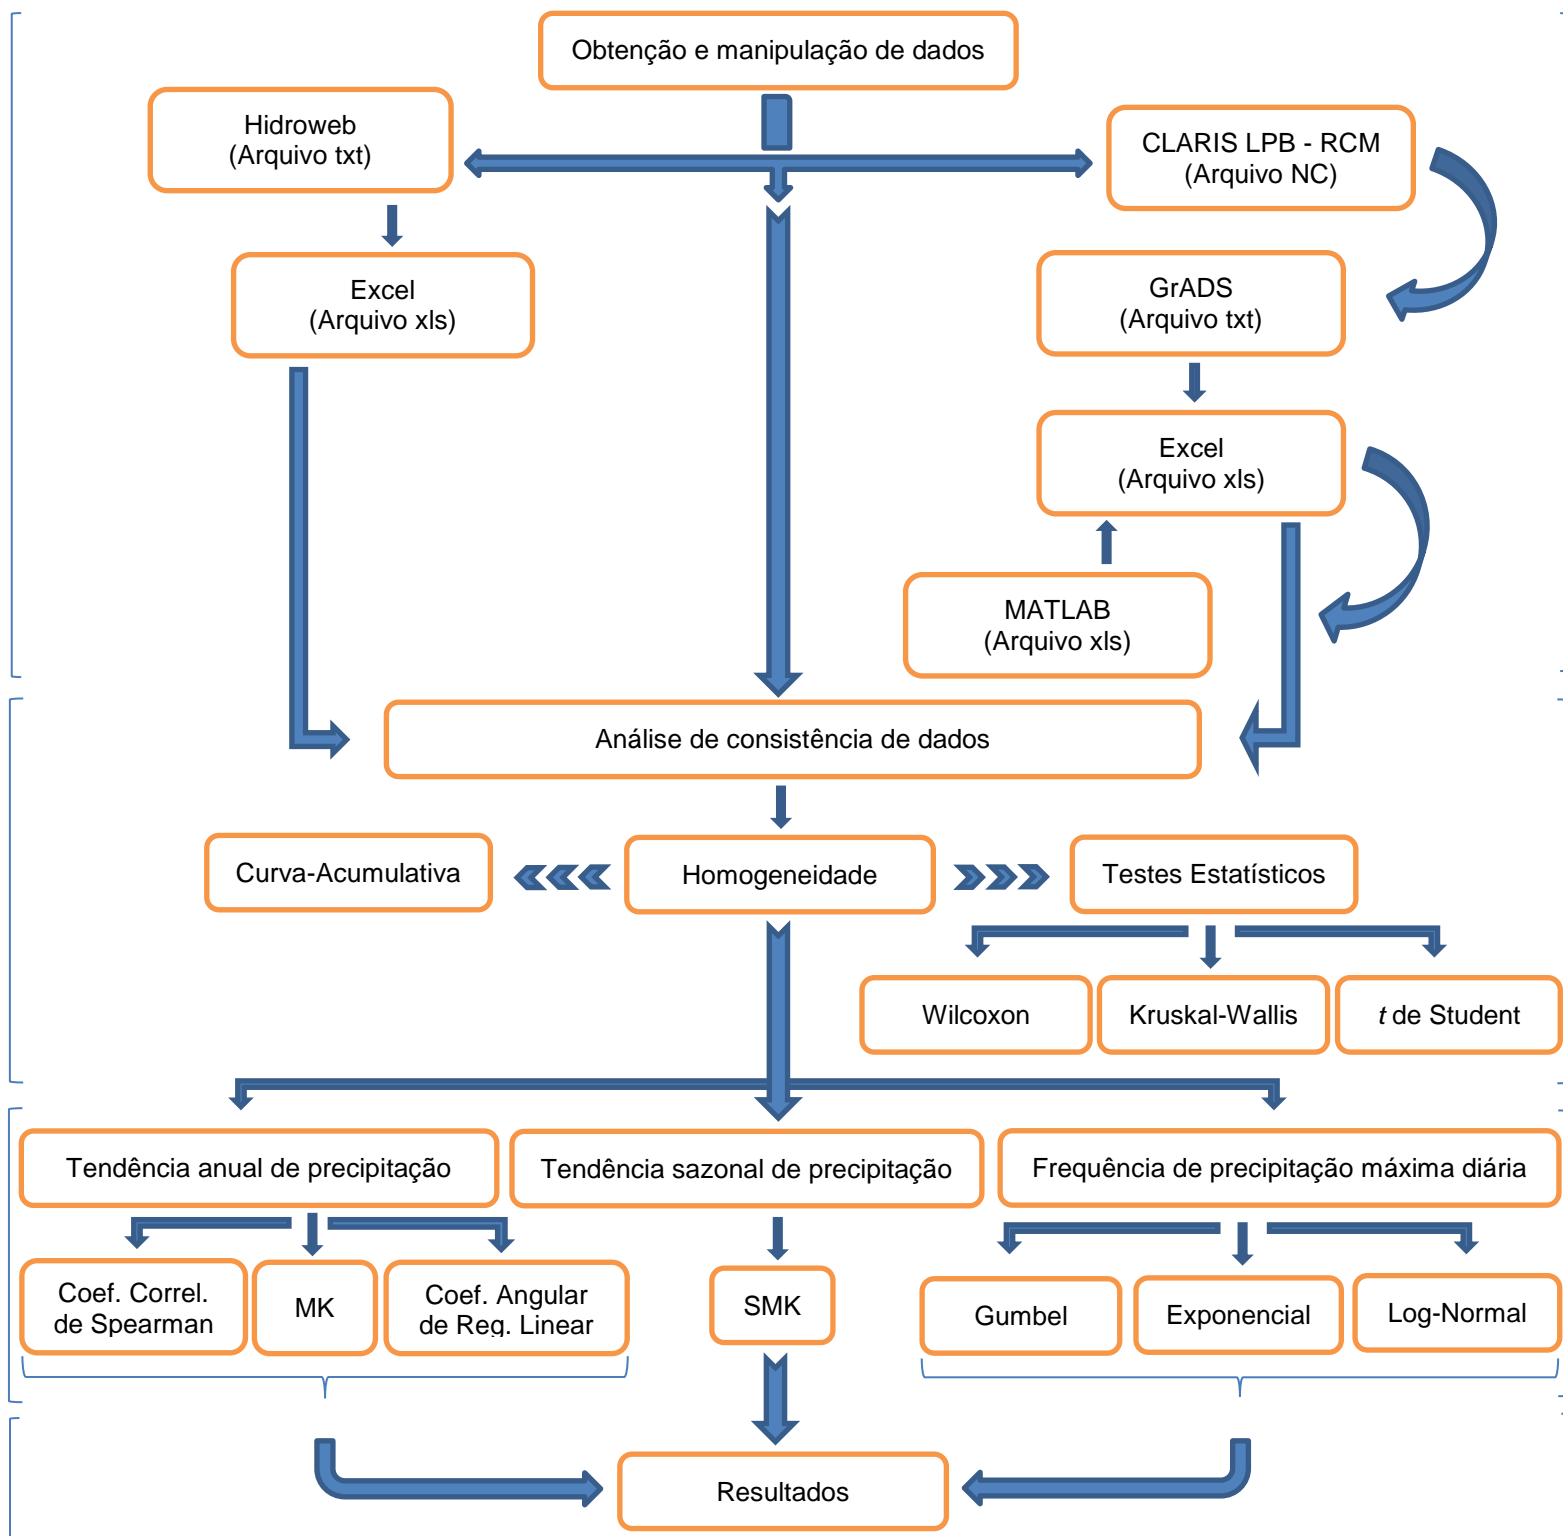 Obtenção e manipulação de dados
Hidroweb
(Arquivo txt)
CLARIS LPB - RCM
(Arquivo NC)
Excel
(Arquivo xls)
GrADS
(Arquivo txt)
Excel
(Arquivo xls)
MATLAB
(Arquivo xls)
Análise de consistência de dados
Curva-Acumulativa
Homogeneidade
Testes Estatísticos
Wilcoxon
Kruskal-Wallis
t de Student
Tendência anual de precipitação
Tendência sazonal de precipitação
Frequência de precipitação máxima diária
Coef. Correl.
de Spearman
MK
Coef. Angular
de Reg. Linear
SMK
Gumbel
Exponencial
Log-Normal
Resultados